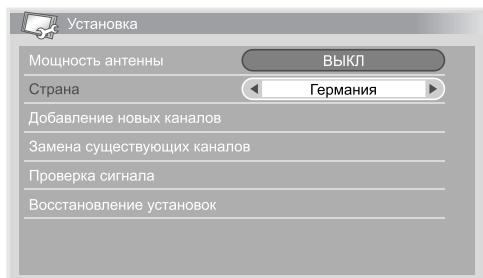 Установка
Мощность антенны ВЫКЛ
Страна Германия
Добавление новых каналов
Замена существующих каналов
Проверка сигнала
Восстановление установок